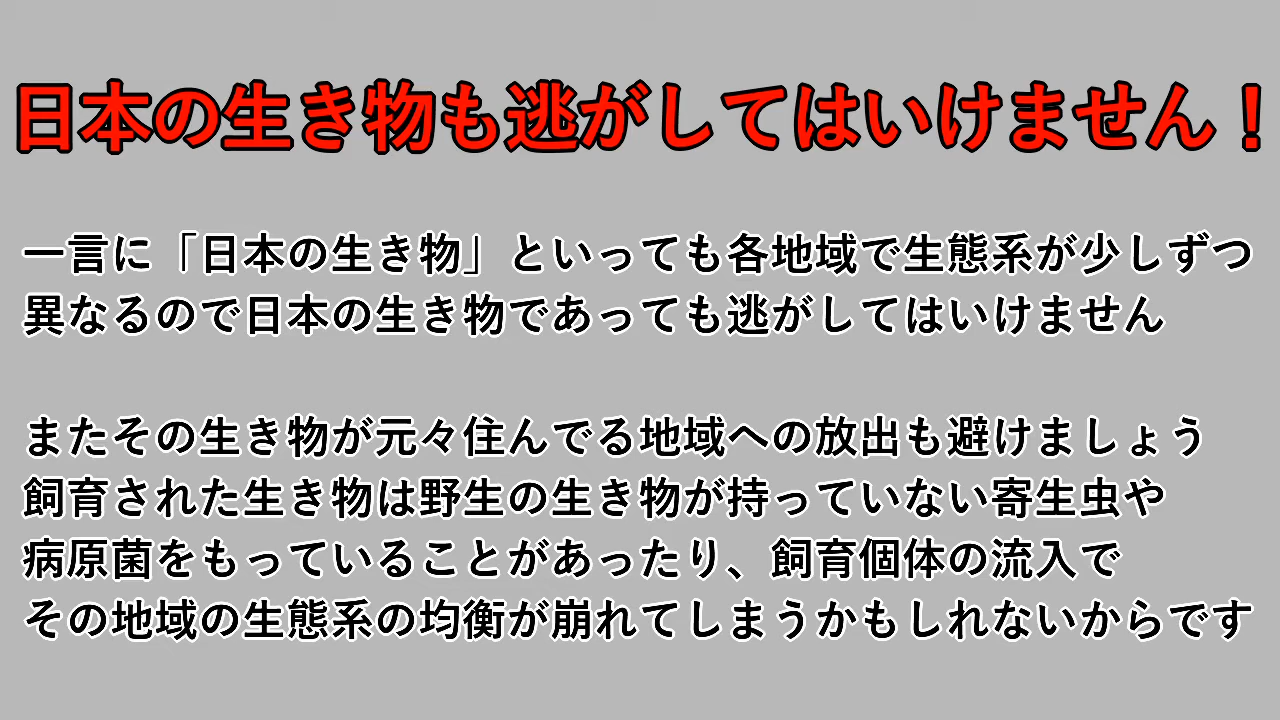 日本の生き物も逃がしてはいけません！
一言に「日本の生き物」といっても各地域で生態系が少しずつ
異なるので日本の生き物であっても逃がしてはいけません
またその生き物が元々住んでる地域への放出も避けましょう
飼育された生き物は野生の生き物が持っていない寄生虫や
病原菌をもっていることがあったり、飼育個体の流入で
その地域の生態系の均衡が崩れてしまうかもしれないからです